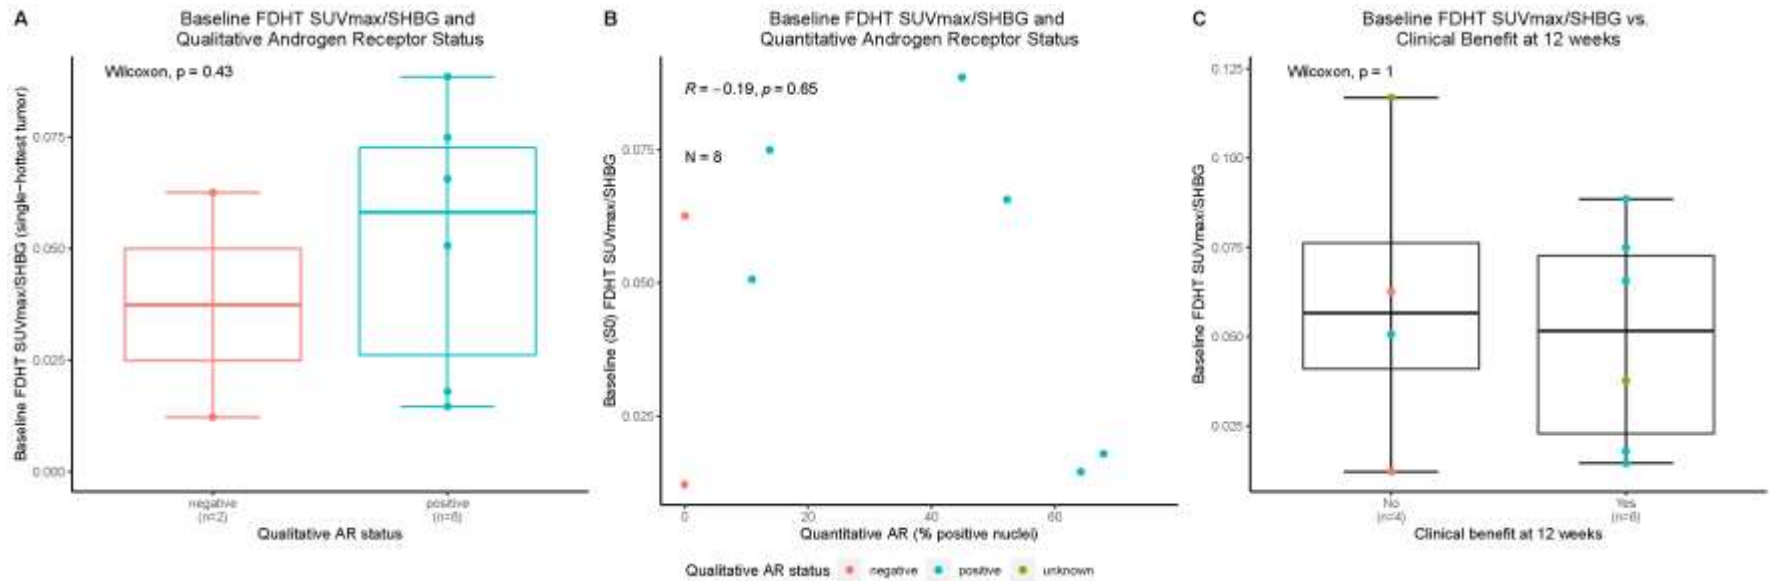 A
Baseline FDHT SUVmax/SHBG and
Qualitative Androgen Receptor Status
Wilcoxon, p = 0.43
Baseline FDHT SUVmax/SHBG (single-hottest tumor)
0.075
0.050
0.025
0.000
negative
(n=2)
positive
(n=6)
Qualitative AR status
B
Baseline FDHT SUVmax/SHBG and
Quantitative Androgen Receptor Status
R = −0.19, p = 0.65
N = 8
Baseline (S0) FDHT SUVmax/SHBG
0.075
0.050
0.025
0
20
40
60
Quantitative AR (% positive nuclei)
C
Baseline FDHT SUVmax/SHBG vs.
Clinical Benefit at 12 weeks
Wilcoxon, p = 1
Baseline FDHT SUVmax/SHBG
0.125
0.100
0.075
0.050
0.025
No
(n=4)
Yes
(n=6)
Clinical benefit at 12 weeks
Qualitative AR status negative positive unknown